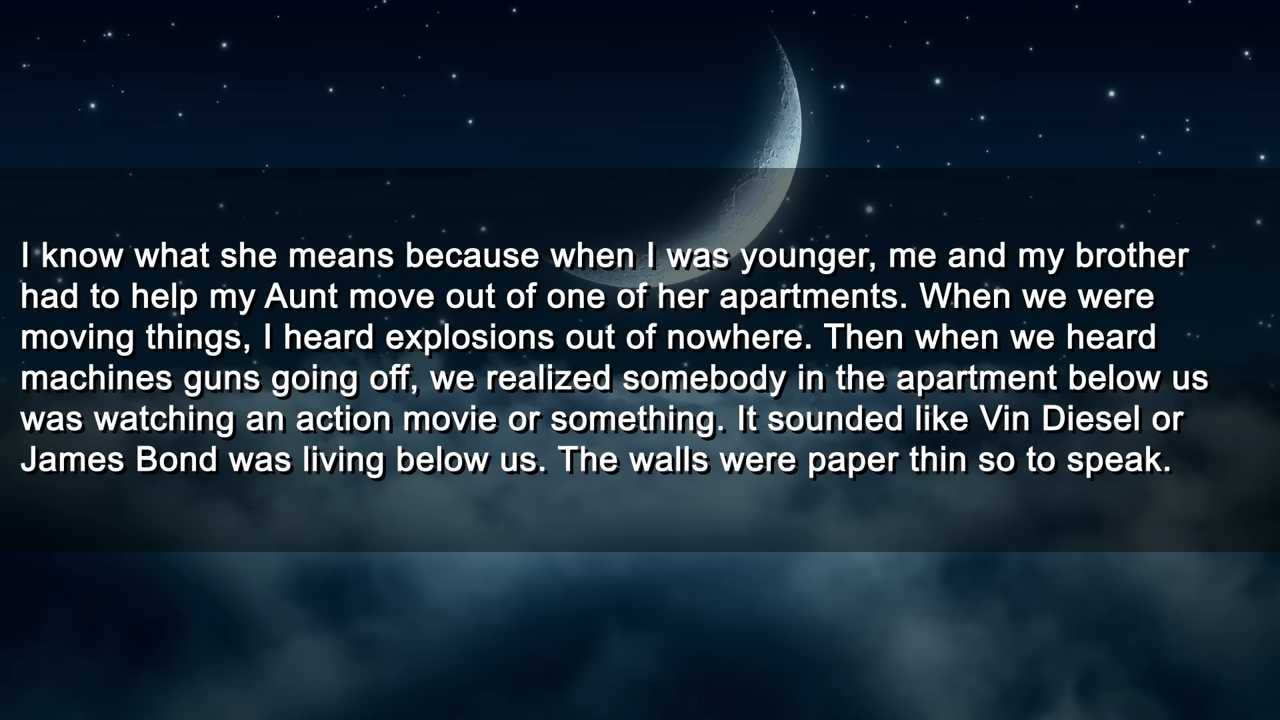 I know what she means because when I was younger, me and my brother
had to help my Aunt move out of one of her apartments. When we were
moving things, I heard explosions out of nowhere. Then when we heard
machines guns going off, we realized somebody in the apartment below us
was watching an action movie or something. It sounded like Vin Diesel or
James Bond was living below us. The walls were paper thin so to speak.